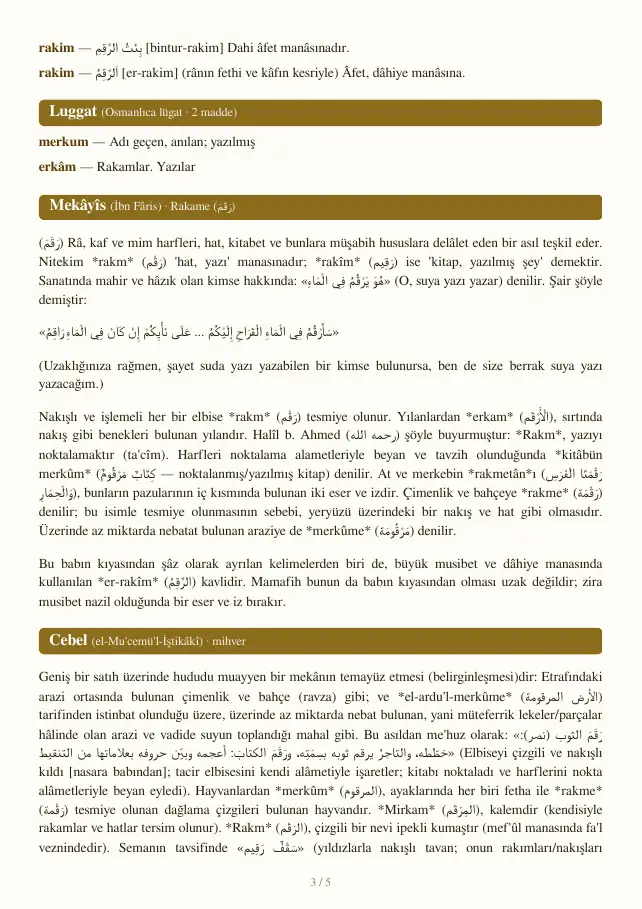 rakim — بِنْتُ الرَّقِمِ [bintur-rakim] Dahi âfet manâsınadır.
rakim — اَلرَّقِمُ [er-rakim] (rânın fethi ve kâfın kesriyle) Âfet, dâhiye manâsına.
Luggat (Osmanlıca lügat · 2 madde)
merkum — Adı geçen, anılan; yazılmış
erkâm — Rakamlar. Yazılar
Mekâyîs (İbn Fâris) · Rakame (رَقَمَ)
(رَقَمَ) Râ, kaf ve mim harfleri, hat, kitabet ve bunlara müşabih hususlara delâlet eden bir asıl teşkil eder.
Nitekim *rakm* (رَقْم) 'hat, yazı' manasınadır; *rakîm* (رَقِيم) ise 'kitap, yazılmış şey' demektir.
Sanatında mahir ve hâzık olan kimse hakkında: «هُوَ يَرْقُمُ فِي الْمَاءِ» (O, suya yazı yazar) denilir. Şair şöyle
demiştir:
«سَأَرْقُمُ فِي الْمَاءِ الْقَرَاحِ إِلَيْكُمُ ... عَلَى نَأْيِكُمْ إِنْ كَانَ فِي الْمَاءِ رَاقِمُ»
(Uzaklığınıza rağmen, şayet suda yazı yazabilen bir kimse bulunursa, ben de size berrak suya yazı
yazacağım.)
Nakışlı ve işlemeli her bir elbise *rakm* (رَقْم) tesmiye olunur. Yılanlardan *erkam* (الْأَرْقَم), sırtında
nakış gibi benekleri bulunan yılandır. Halîl b. Ahmed (رحمه الله) şöyle buyurmuştur: *Rakm*, yazıyı
noktalamaktır (ta'cîm). Harfleri noktalama alametleriyle beyan ve tavzih olunduğunda *kitâbün
merkûm* (كِتَابٌ مَرْقُومٌ — noktalanmış/yazılmış kitap) denilir. At ve merkebin *rakmetân*ı (رَقْمَتَا الْفَرَسِ
وَالْحِمَارِ), bunların pazularının iç kısmında bulunan iki eser ve izdir. Çimenlik ve bahçeye *rakme* (رَقْمَة)
denilir; bu isimle tesmiye olunmasının sebebi, yeryüzü üzerindeki bir nakış ve hat gibi olmasıdır.
Üzerinde az miktarda nebatat bulunan araziye de *merkûme* (مَرْقُومَة) denilir.
Bu babın kıyasından şâz olarak ayrılan kelimelerden biri de, büyük musibet ve dâhiye manasında
kullanılan *er-rakîm* (الرَّقِمُ) kavlidir. Mamafih bunun da babın kıyasından olması uzak değildir; zira
musibet nazil olduğunda bir eser ve iz bırakır.
Cebel (el-Mu'cemü'l-İştikâkî) · mihver
Geniş bir satıh üzerinde hududu muayyen bir mekânın temayüz etmesi (belirginleşmesi)dir: Etrafındaki
arazi ortasında bulunan çimenlik ve bahçe (ravza) gibi; ve *el-ardu'l-merkûme* (الأرض المرقومة)
tarifinden istinbat olunduğu üzere, üzerinde az miktarda nebat bulunan, yani müteferrik lekeler/parçalar
hâlinde olan arazi ve vadide suyun toplandığı mahal gibi. Bu asıldan me'huz olarak: «رَقَمَ الثوب (نصر):
خطّطه، والتاجرُ يرقم ثوبه بسِمَتِه، ورَقَمَ الكتابَ: أعجمه وبيّن حروفه بعلاماتها من التنقيط» (Elbiseyi çizgili ve nakışlı
kıldı [nasara babından]; tacir elbisesini kendi alâmetiyle işaretler; kitabı noktaladı ve harflerini nokta
alâmetleriyle beyan eyledi). Hayvanlardan *merkûm* (المرقوم), ayaklarında her biri fetha ile *rakme*
(رَقْمة) tesmiye olunan dağlama çizgileri bulunan hayvandır. *Mirkam* (المِرْقم), kalemdir (kendisiyle
rakamlar ve hatlar tersim olunur). *Rakm* (الرَقْم), çizgili bir nevi ipekli kumaştır (mef'ûl manasında fa'l
veznindedir). Semanın tavsifinde «سَقْفٌ رَقِيم» (yıldızlarla nakışlı tavan; onun rakımları/nakışları
3 / 5